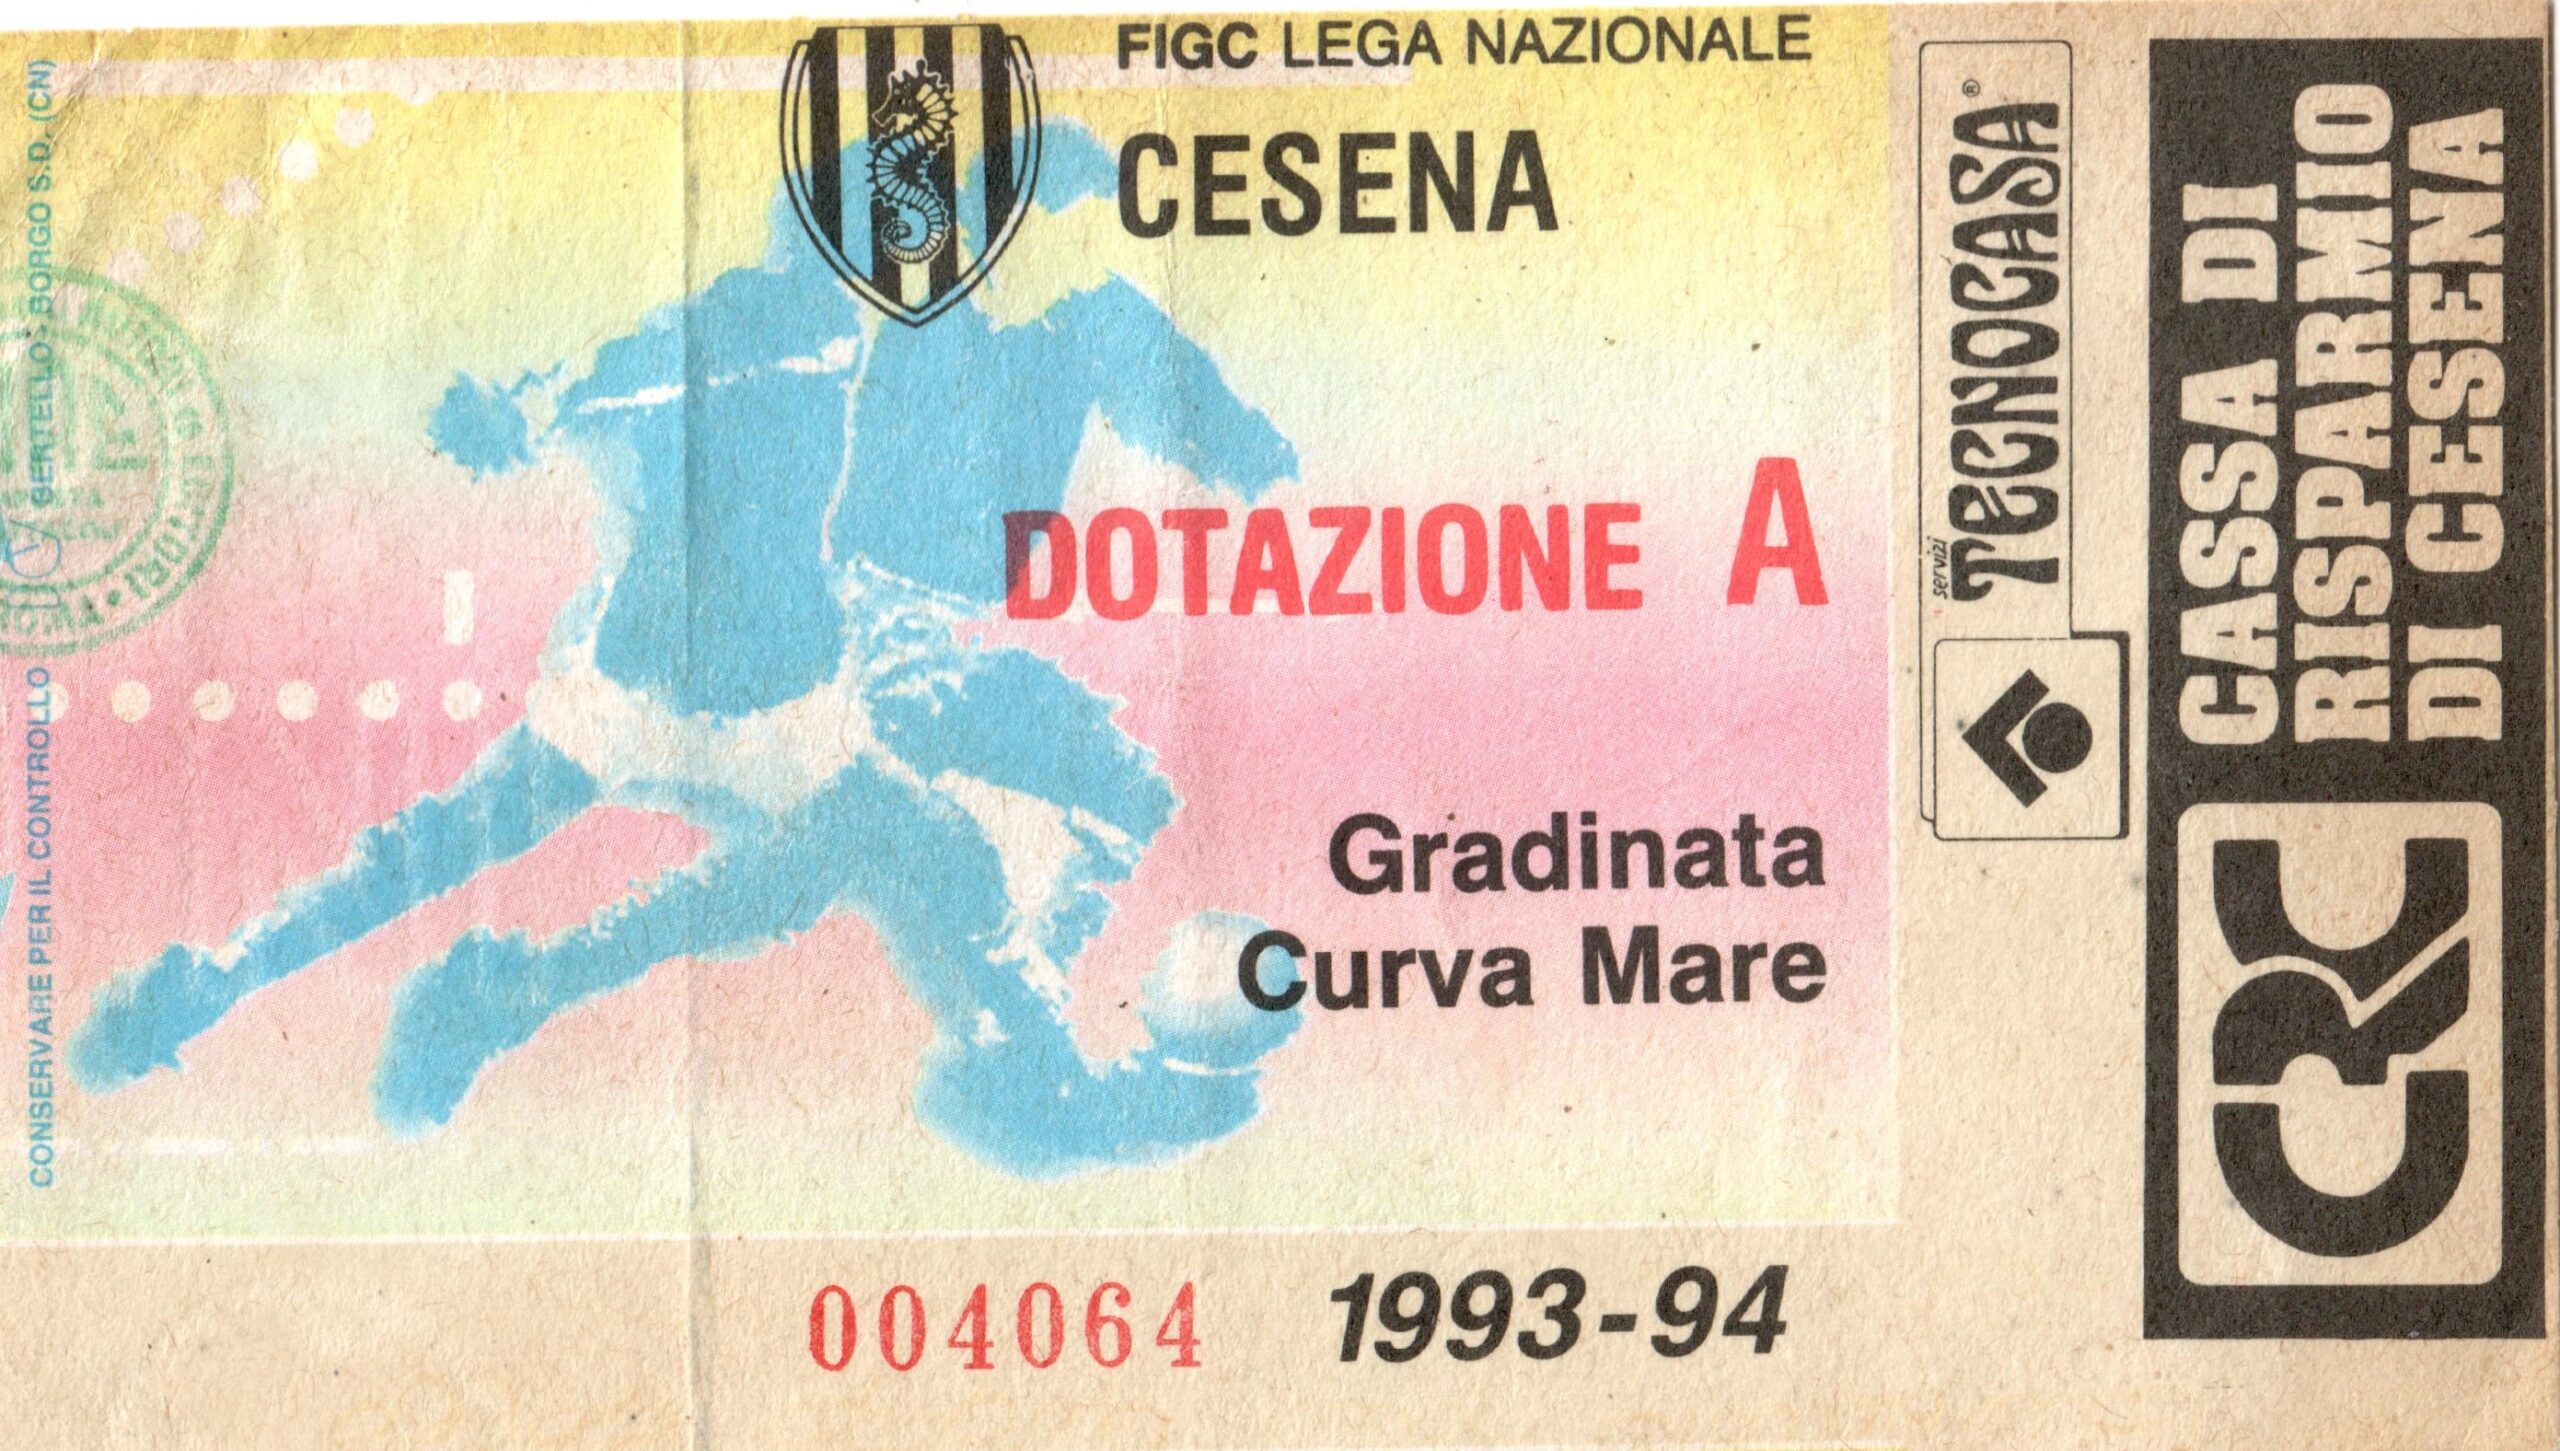 FIGC LEGA NAZIONALE
CESENA
DOTAZIONE A
Gradinata
Curva Mare
004064 1993-94
CONSERVARE PER IL CONTROLLO
BERTELLO - BORGO S.D. (CN)
servizi
TECNOCASA®
CASSA DI
RISPARMIO
DI CESENA
CRC